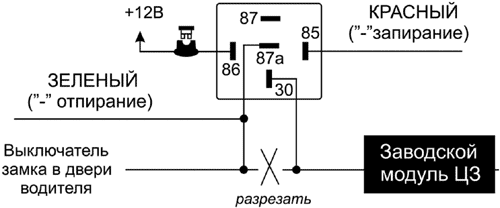 +12В
87
85
КРАСНЫЙ
("-"запирание)
86
87а
30
ЗЕЛЕНЫЙ
("-" отпирание)
Выключатель
замка в двери
водителя
разрезать
Заводской
модуль ЦЗ